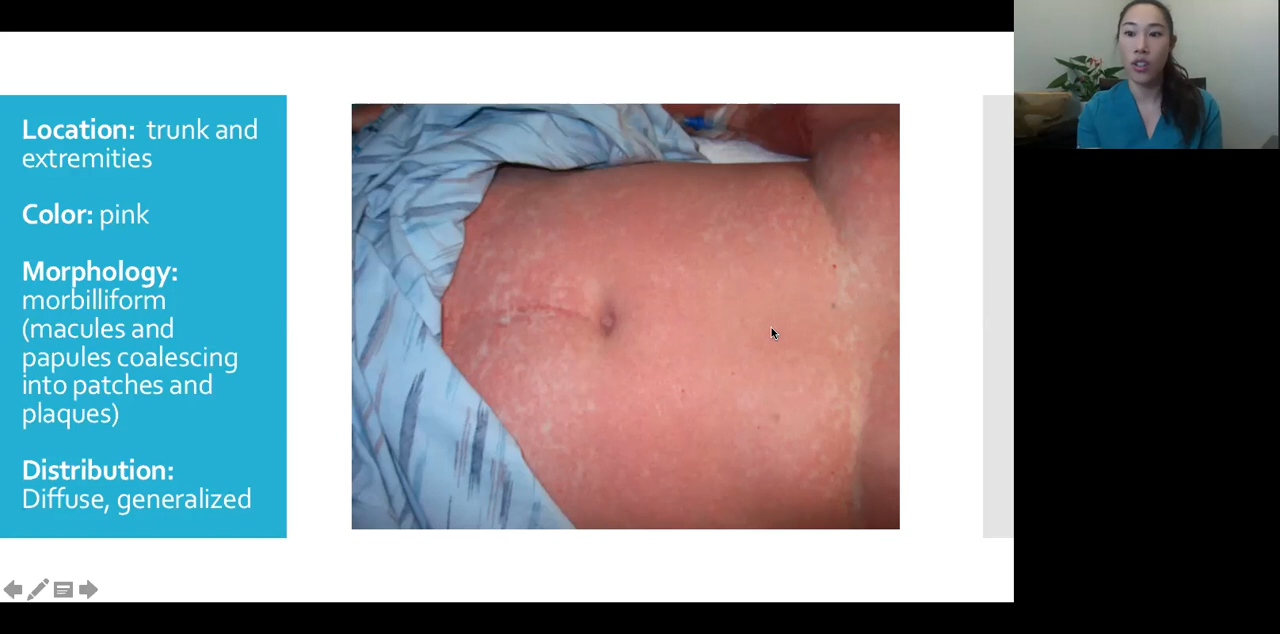 Location: trunk and
extremities
Color: pink
Morphology:
morbilliform
(macules and
papules coalescing
into patches and
plaques)
Distribution:
Diffuse, generalized